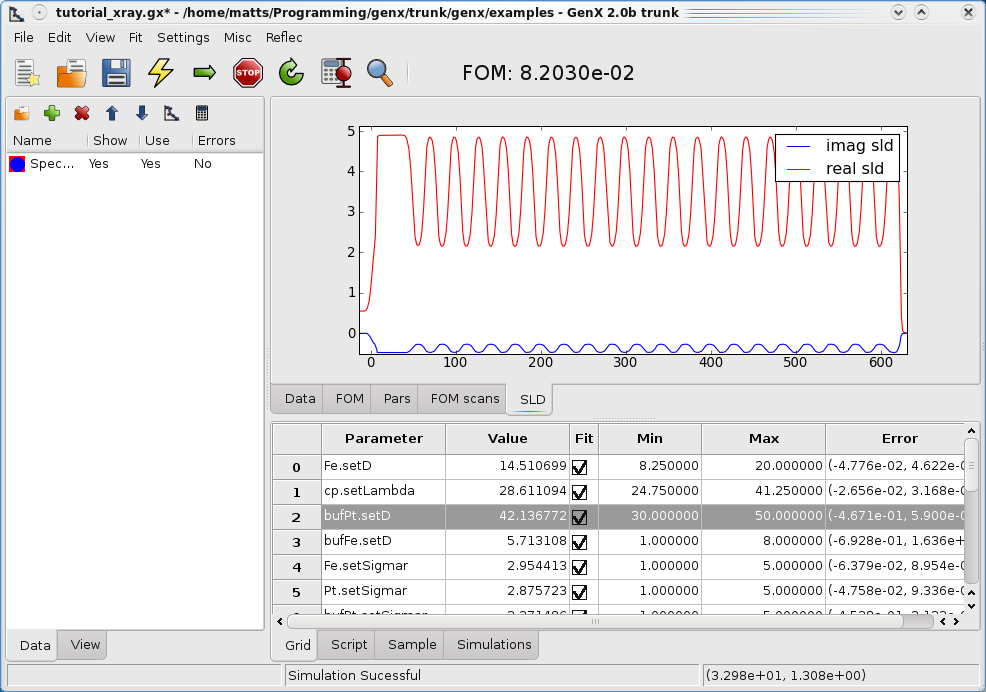 tutorial_xray.gx* - /home/matts/Programming/genx/trunk/genx/examples - GenX 2.0b trunk
File Edit View Fit Settings Misc Reflec
STOP FOM: 8.2030e-02
Name Show Use Errors
Spec... Yes Yes No
5
4
3
2
1
0
imag sld
real sld
0 100 200 300 400 500 600
Data FOM Pars FOM scans SLD
Parameter Value Fit Min Max Error
0 Fe.setD 14.510699 8.250000 20.000000 (-4.776e-02, 4.622e-0
1 cp.setLambda 28.611094 24.750000 41.250000 (-2.656e-02, 3.168e-0
2 bufPt.setD 42.136772 30.000000 50.000000 (-4.671e-01, 5.900e-0
3 bufFe.setD 5.713108 1.000000 8.000000 (-6.928e-01, 1.636e+
4 Fe.setSigmar 2.954413 1.000000 5.000000 (-6.379e-02, 8.954e-0
5 Pt.setSigmar 2.875723 1.000000 5.000000 (-4.758e-02, 9.336e-0
bufPt.setSigmar 1.000000 5.000000
Data View
Grid Script Sample Simulations
Simulation Sucessful (3.298e+01, 1.308e+00)